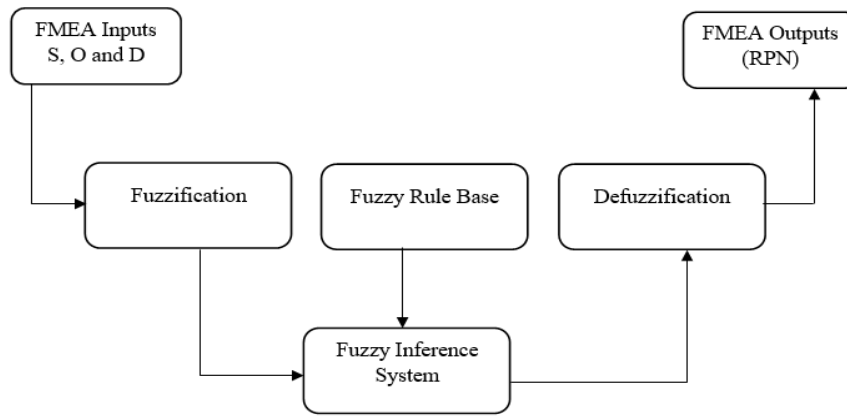 FMEA Inputs
S, O and D
FMEA Outputs
(RPN)
Fuzzification
Fuzzy Rule Base
Defuzzification
Fuzzy Inference
System